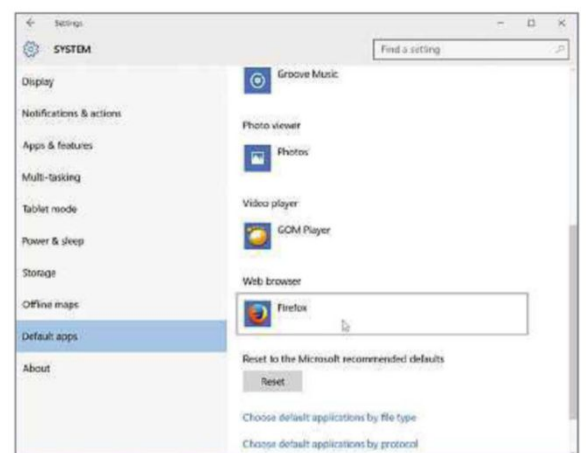 Settings
SYSTEM
Find a setting
Display
Notifications & actions
Apps & features
Multi-tasking
Tablet mode
Power & sleep
Storage
Offline maps
Default apps
About
Groove Music
Photo viewer
Photos
Video player
GOM Player
Web browser
Firefox
Reset to the Microsoft recommended defaults
Reset
Choose default applications by file type
Choose default applications by protocol